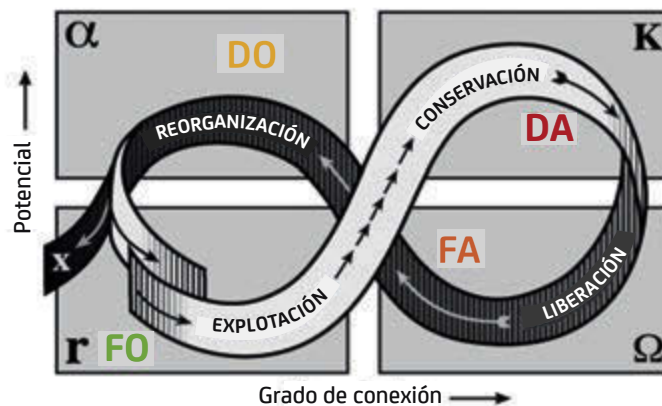 α
DO
K
REORGANIZACIÓN
CONSERVACIÓN
DA
Potencial
x
FA
EXPLOTACIÓN
LIBERACIÓN
r
FO
Ω
Grado de conexión